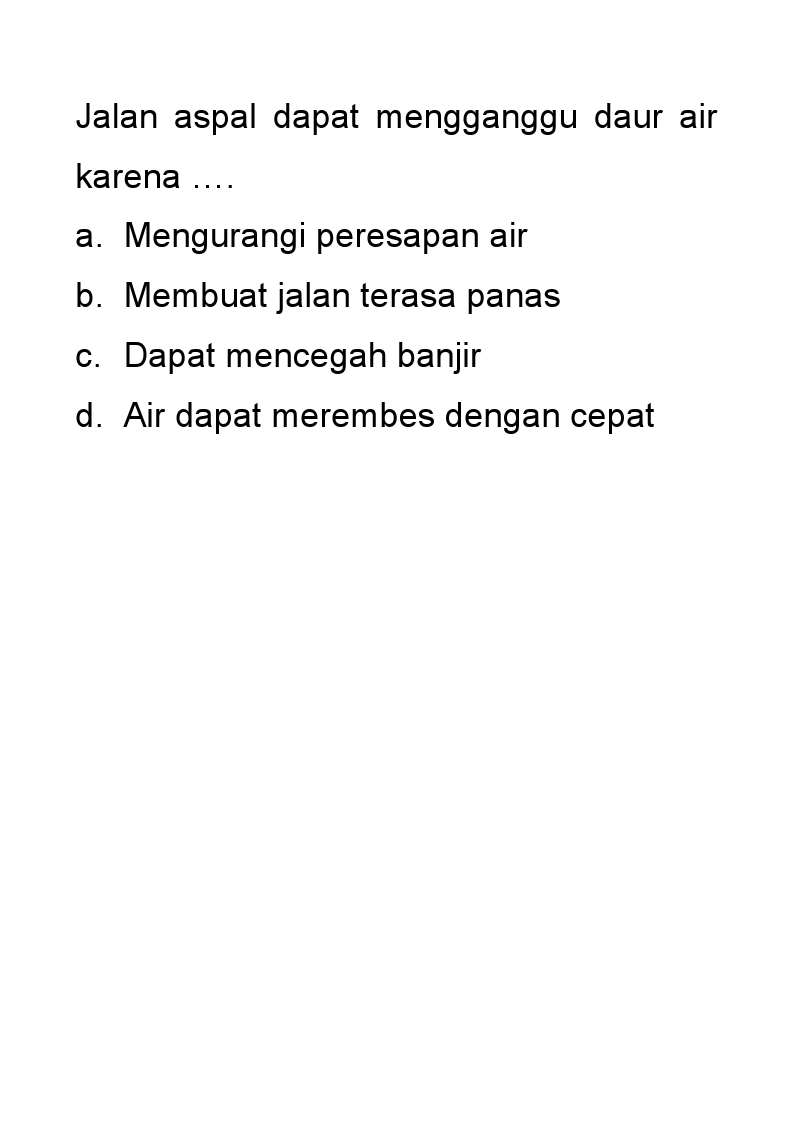 Jalan aspal dapat mengganggu daur air
karena ….
a. Mengurangi peresapan air
b. Membuat jalan terasa panas
c. Dapat mencegah banjir
d. Air dapat merembes dengan cepat